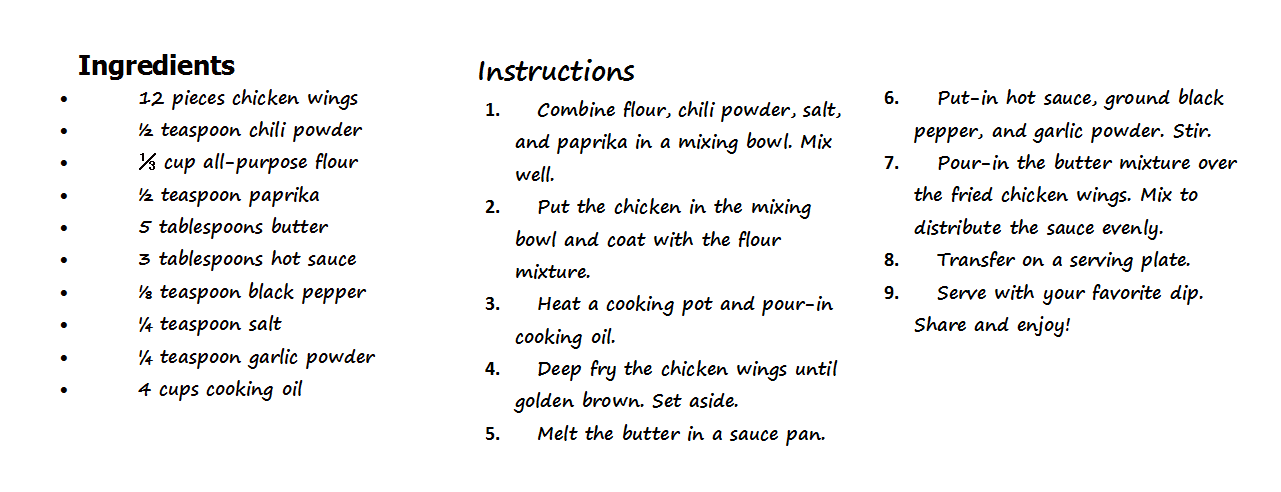 Ingredients
• 12 pieces chicken wings
• ½ teaspoon chili powder
• ⅓ cup all-purpose flour
• ½ teaspoon paprika
• 5 tablespoons butter
• 3 tablespoons hot sauce
• ⅛ teaspoon black pepper
• ¼ teaspoon salt
• ¼ teaspoon garlic powder
• 4 cups cooking oil
Instructions
1. Combine flour, chili powder, salt,
and paprika in a mixing bowl. Mix
well.
2. Put the chicken in the mixing
bowl and coat with the flour
mixture.
3. Heat a cooking pot and pour-in
cooking oil.
4. Deep fry the chicken wings until
golden brown. Set aside.
5. Melt the butter in a sauce pan.
6. Put-in hot sauce, ground black
pepper, and garlic powder. Stir.
7. Pour-in the butter mixture over
the fried chicken wings. Mix to
distribute the sauce evenly.
8. Transfer on a serving plate.
9. Serve with your favorite dip.
Share and enjoy!